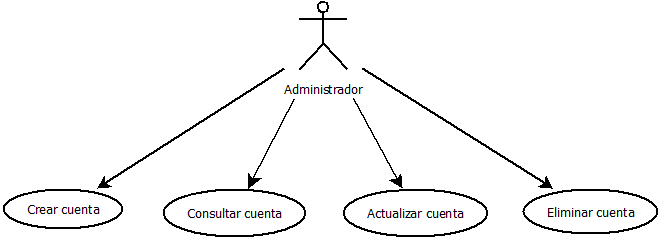 Administrador
Crear cuenta
Consultar cuenta
Actualizar cuenta
Eliminar cuenta